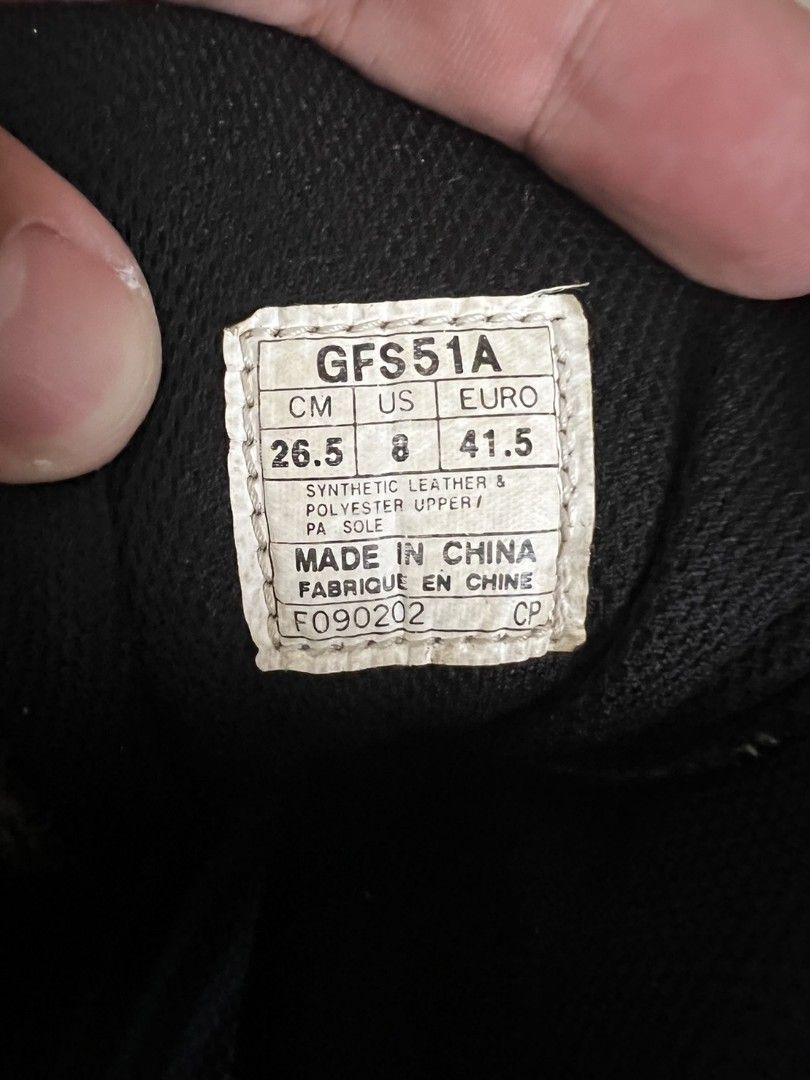 GFS51A
CM US EURO
26.5 8 41.5
SYNTHETIC LEATHER &
POLYESTER UPPER/
PA SOLE
MADE IN CHINA
FABRIQUE EN CHINE
F090202 CP